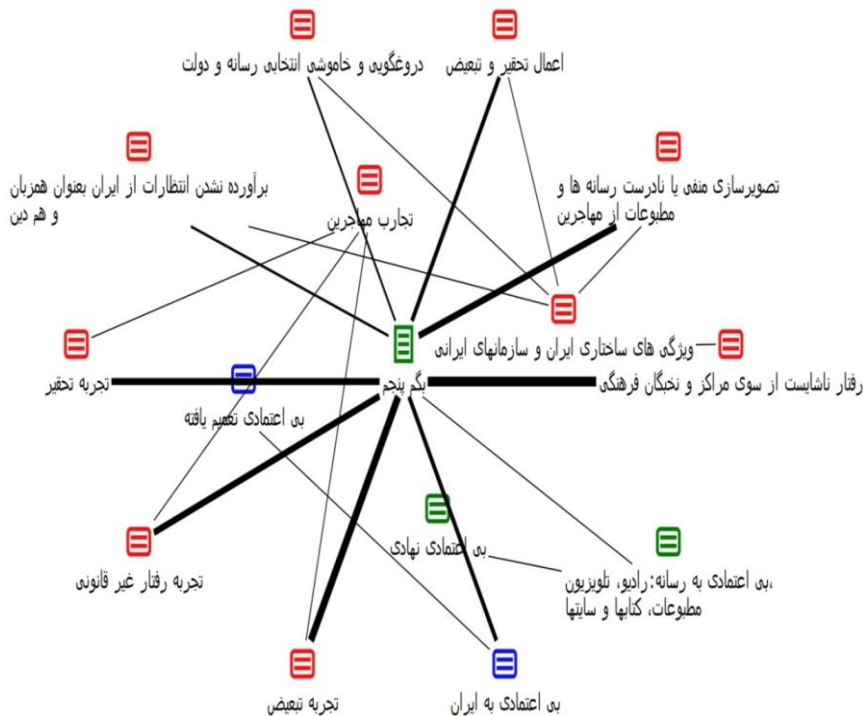 دروغگویی و خاموشی انتخابی رسانه و دولت
اعمال تحقیر و تبعیض
برآورده نشدن انتظارات از ایران بعنوان همزبان
و هم دین
تجارب مهاجرین
تصویرسازی منفی یا نادرست رسانه ها و
مطبوعات از مهاجرین
ویژگی های ساختاری ایران و سازمانهای ایرانی
تجربه تحقیر
بگم پنجم
رفتار ناشایست از سوی مراکز و نخبگان فرهنگی
بی اعتمادی تعمیم یافته
بی اعتمادی نهادی
تجربه رفتار غیر قانونی
بی اعتمادی به رسانه: رادیو، تلویزیون،
مطبوعات، کتابها و سایتها
تجربه تبعیض
بی اعتمادی به ایران